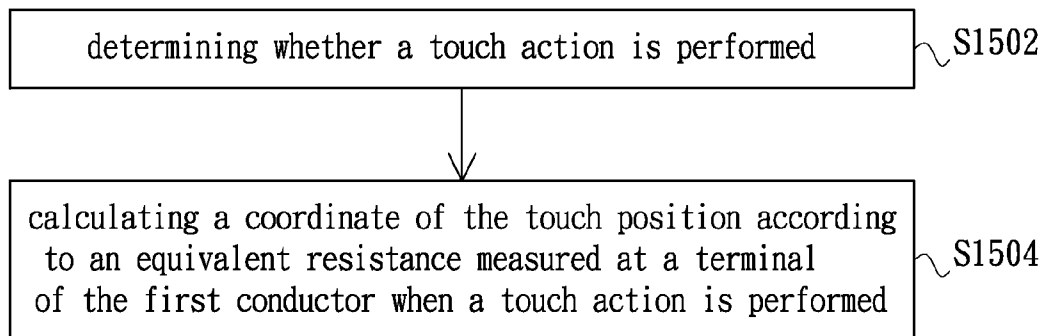 determining whether a touch action is performed
S1502
calculating a coordinate of the touch position according
to an equivalent resistance measured at a terminal
of the first conductor when a touch action is performed
S1504